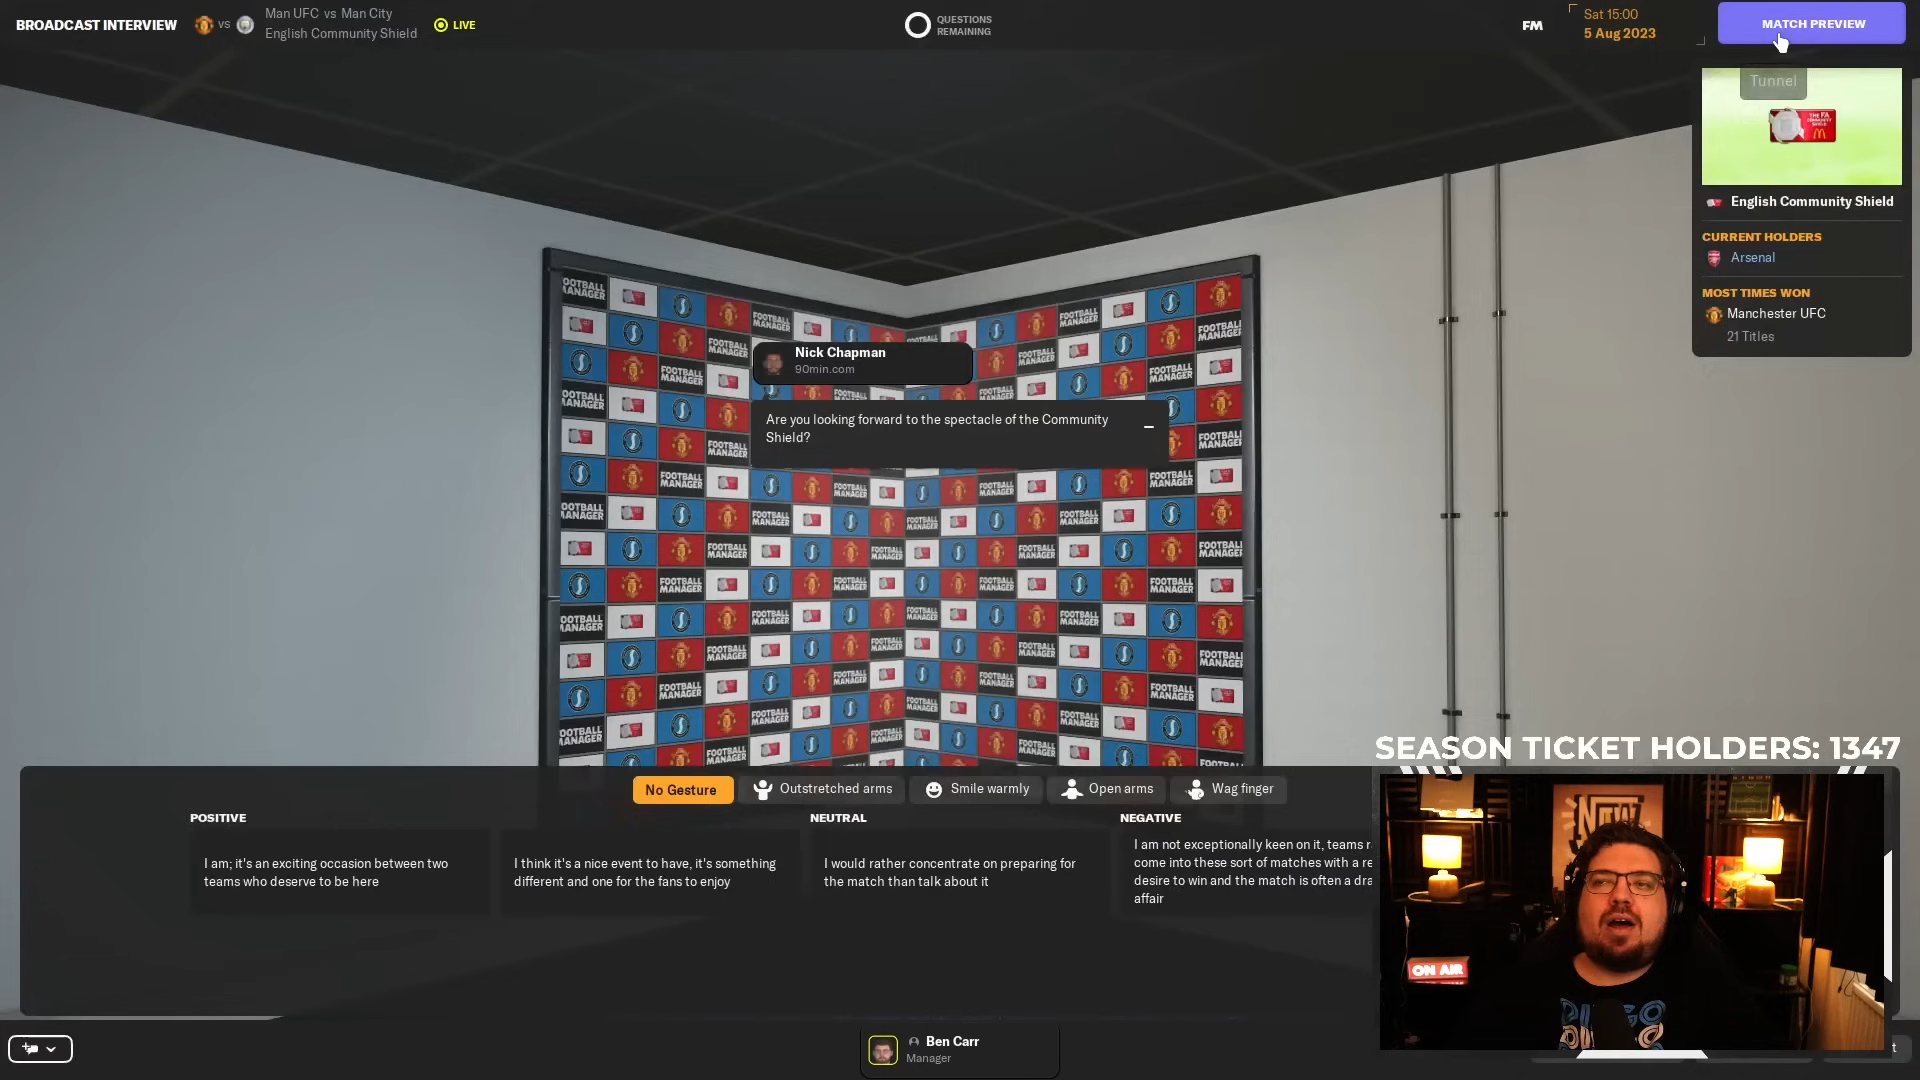 BROADCAST INTERVIEW
VS
Man UFC vs Man City
English Community Shield
LIVE
QUESTIONS
REMAINING
FM
Sat 15:00
5 Aug 2023
MATCH PREVIEW
Tunnel
THE FA
English Community Shield
CURRENT HOLDERS
Arsenal
MOST TIMES WON
Manchester UFC
21 Titles
FOOTBALL MANAGER
Nick Chapman
90min.com
Are you looking forward to the spectacle of the Community
Shield?
SEASON TICKET HOLDERS: 1347
No Gesture
Outstretched arms
Smile warmly
Open arms
Wag finger
POSITIVE
NEUTRAL
NEGATIVE
I am; it's an exciting occasion between two
teams who deserve to be here
I think it's a nice event to have, it's something
different and one for the fans to enjoy
I would rather concentrate on preparing for
the match than talk about it
I am not exceptionally keen on it, teams r
come into these sort of matches with a re
desire to win and the match is often a dra
affair
ON AIR
Ben Carr
Manager